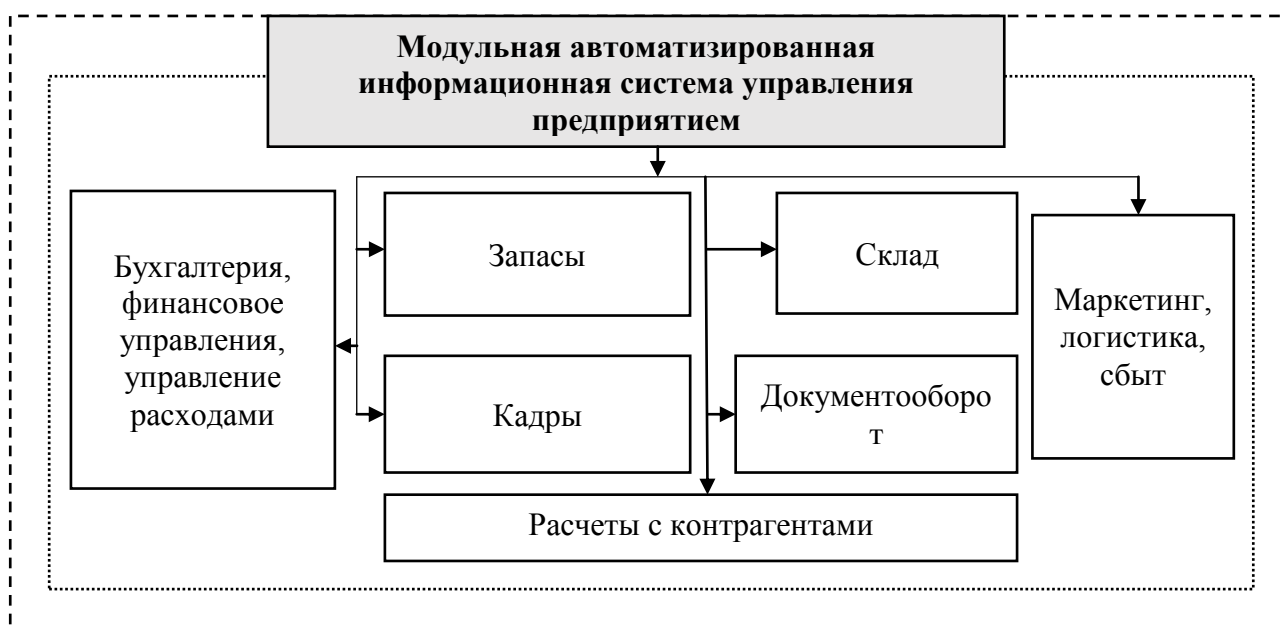 Модульная автоматизированная
информационная система управления
предприятием
Бухгалтерия,
финансовое
управления,
управление
расходами
Запасы
Склад
Маркетинг,
логистика,
сбыт
Кадры
Документооборо
т
Расчеты с контрагентами